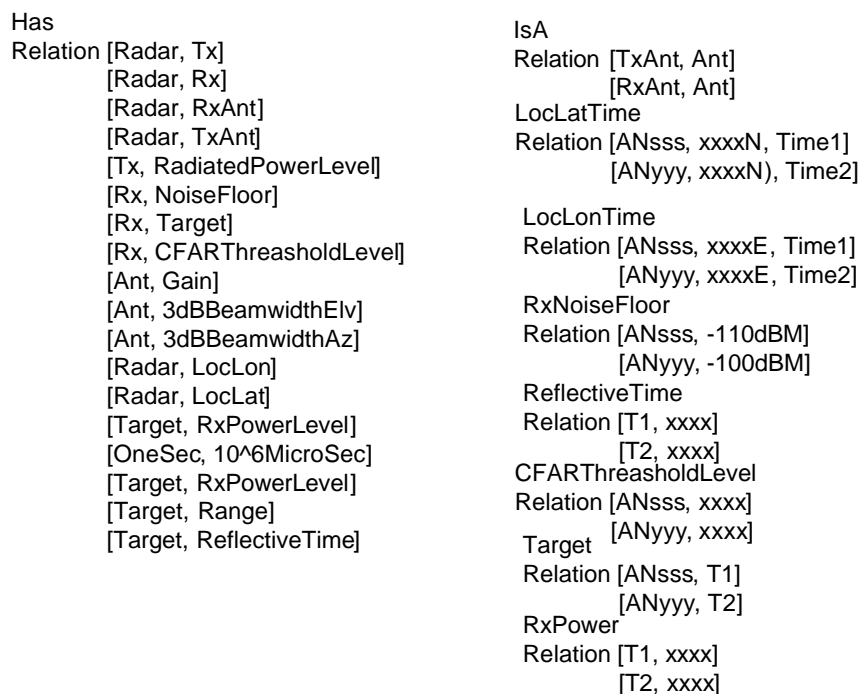 Has
Relation [Radar, Tx]
[Radar, Rx]
[Radar, RxAnt]
[Radar, TxAnt]
[Tx, RadiatedPowerLevel]
[Rx, NoiseFloor]
[Rx, Target]
[Rx, CFARThreasholdLevel]
[Ant, Gain]
[Ant, 3dBBeamwidthElv]
[Ant, 3dBBeamwidthAz]
[Radar, LocLon]
[Radar, LocLat]
[Target, RxPowerLevel]
[OneSec, 10^6MicroSec]
[Target, RxPowerLevel]
[Target, Range]
[Target, ReflectiveTime]
IsA
Relation [TxAnt, Ant]
[RxAnt, Ant]
LocLatTime
Relation [ANsss, xxxxN, Time1]
[ANyyy, xxxxN), Time2]
LocLonTime
Relation [ANsss, xxxxE, Time1]
[ANyyy, xxxxE, Time2]
RxNoiseFloor
Relation [ANsss, -110dBM]
[ANyyy, -100dBM]
ReflectiveTime
Relation [T1, xxxx]
[T2, xxxx]
CFARThreasholdLevel
Relation [ANsss, xxxx]
[ANyyy, xxxx]
Target
Relation [ANsss, T1]
[ANyyy, T2]
RxPower
Relation [T1, xxxx]
[T2, xxxx]